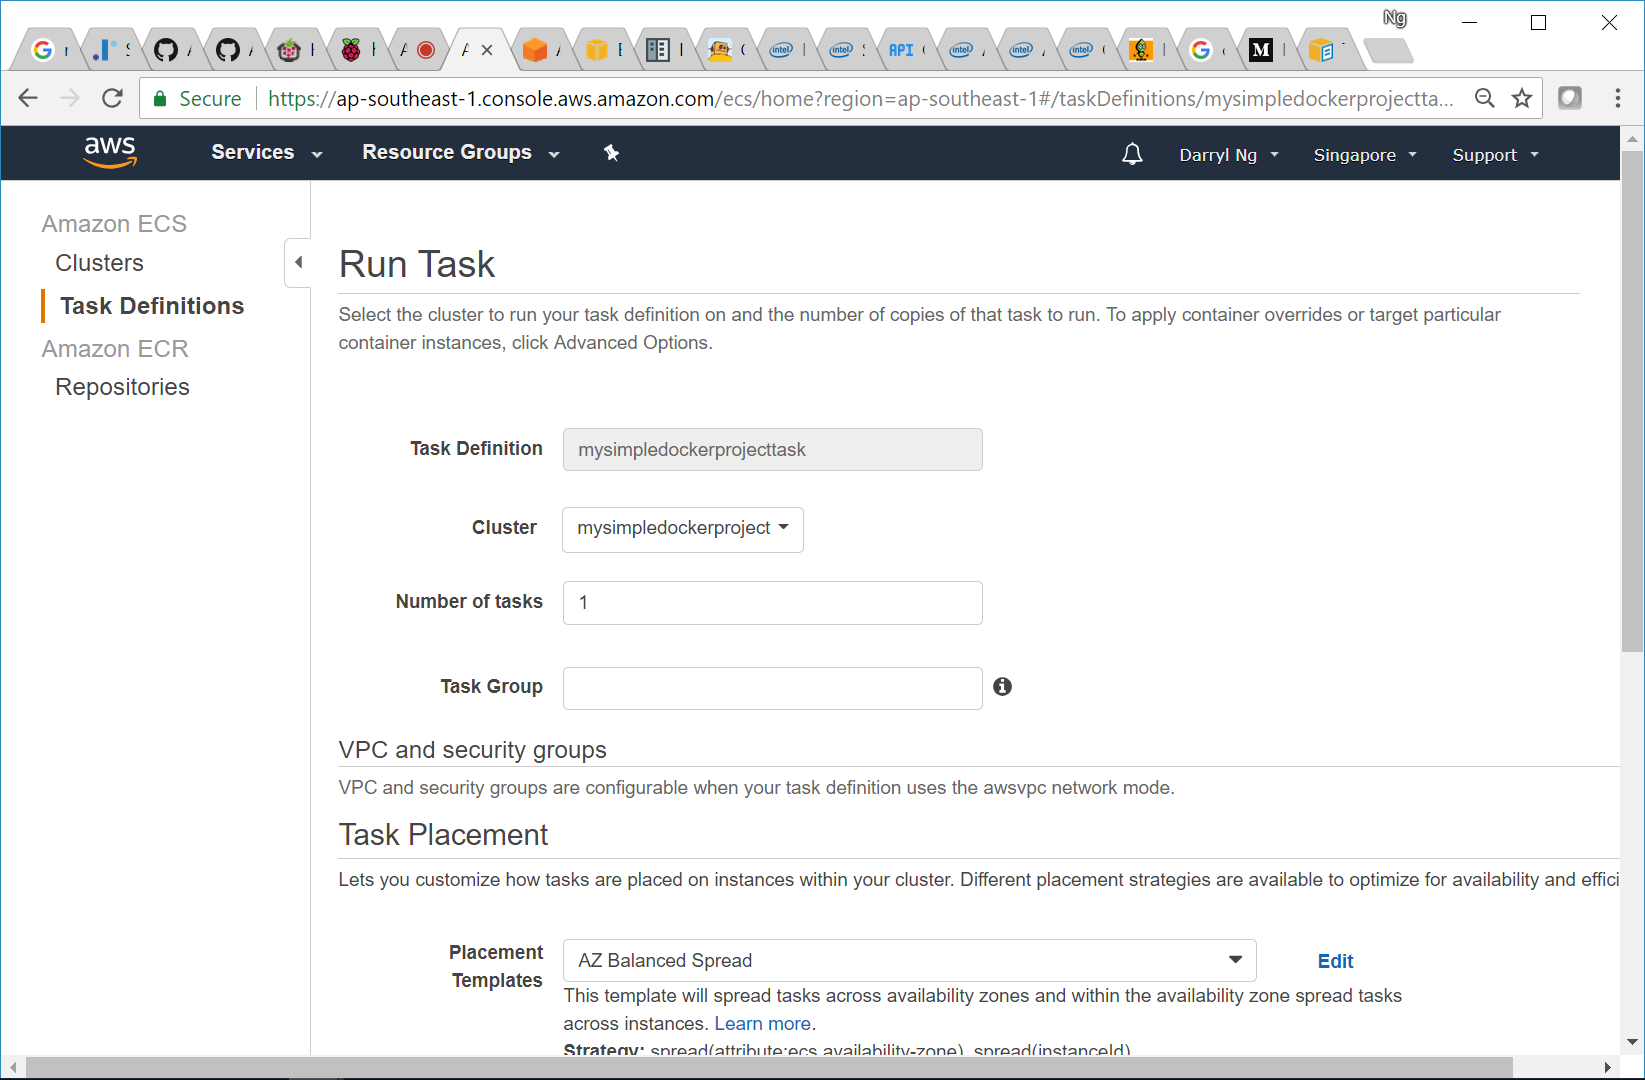 Ng
Secure https://ap-southeast-1.console.aws.amazon.com/ecs/home?region=ap-southeast-1#/taskDefinitions/mysimpledockerprojectta...
aws Services Resource Groups Darryl Ng Singapore Support
Amazon ECS
Clusters
Task Definitions
Amazon ECR
Repositories
Run Task
Select the cluster to run your task definition on and the number of copies of that task to run. To apply container overrides or target particular
container instances, click Advanced Options.
Task Definition mysimpledockerprojecttask
Cluster mysimpledockerproject
Number of tasks 1
Task Group
VPC and security groups
VPC and security groups are configurable when your task definition uses the awsvpc network mode.
Task Placement
Lets you customize how tasks are placed on instances within your cluster. Different placement strategies are available to optimize for availability and effici
Placement
Templates
AZ Balanced Spread Edit
This template will spread tasks across availability zones and within the availability zone spread tasks
across instances. Learn more.
Strategy: spread(attribute:ecs.availability-zone), spread(instanceId)